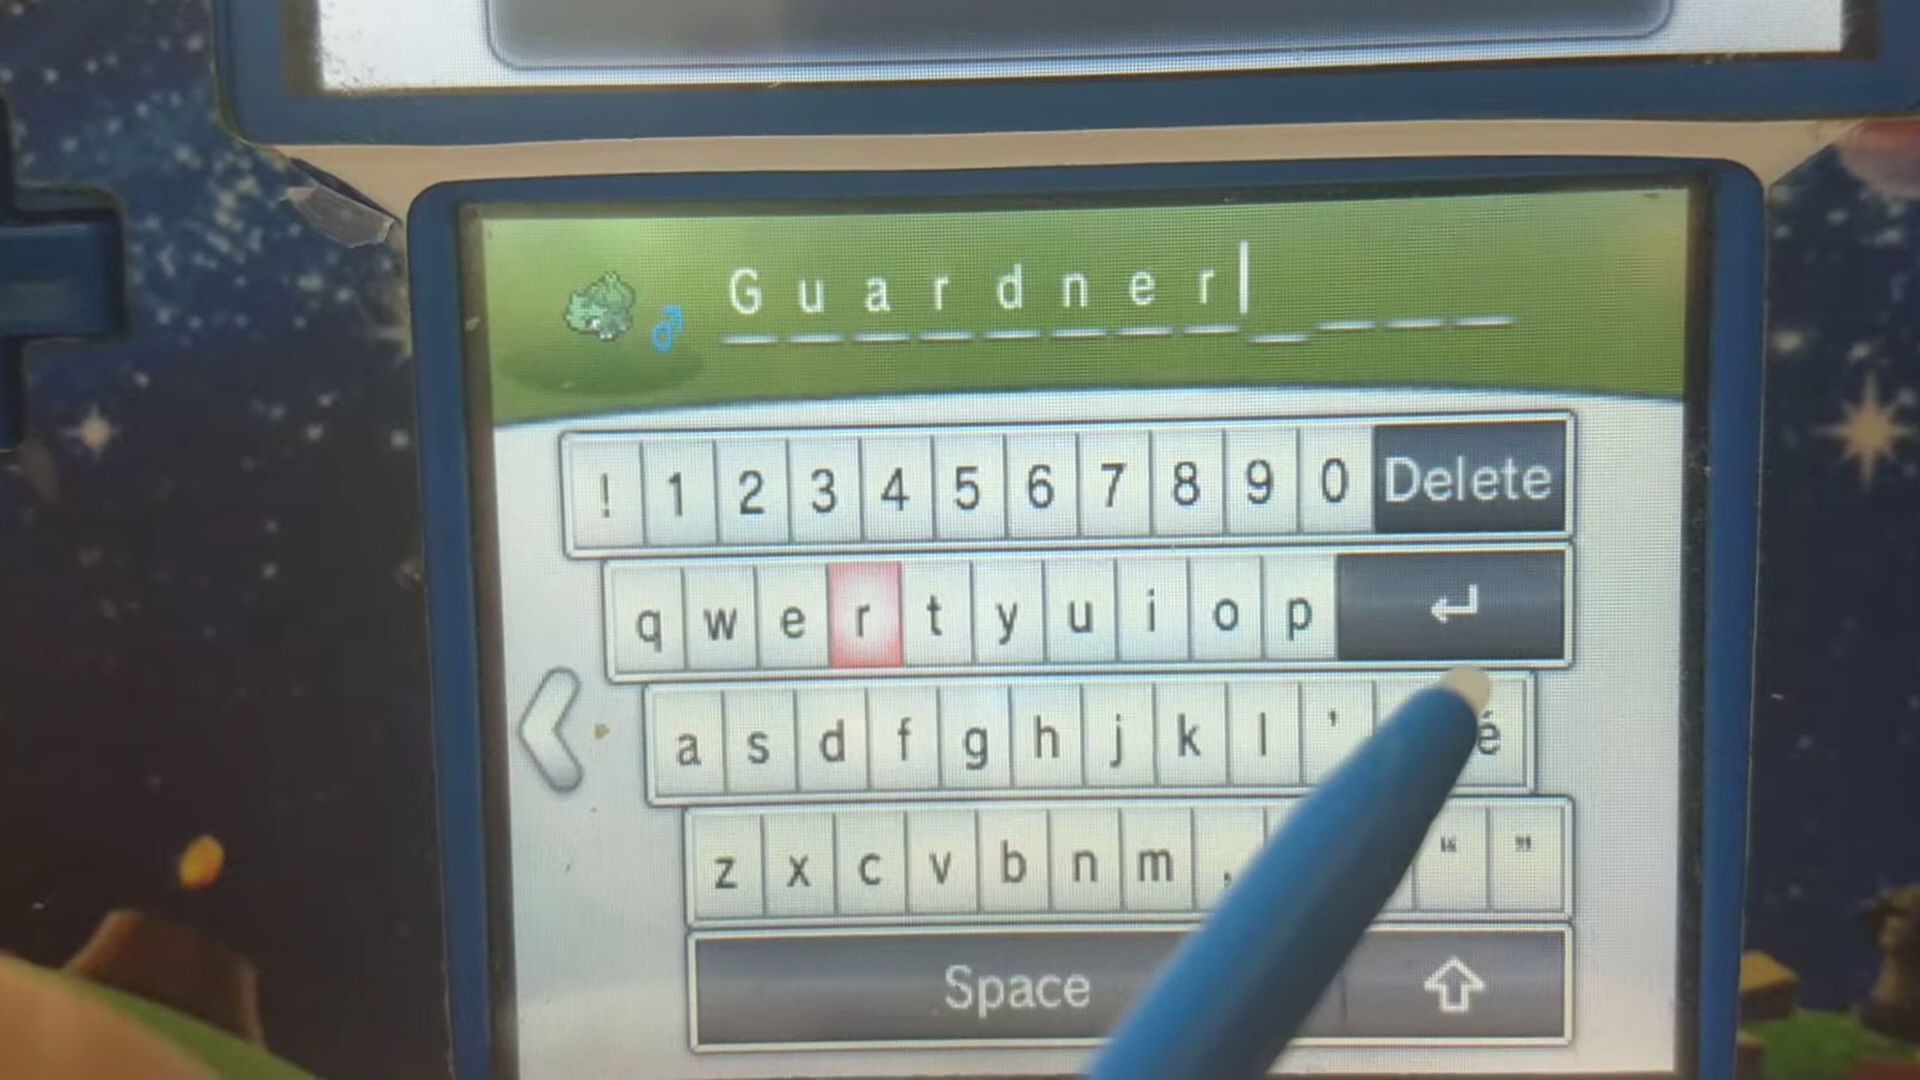 Guardner
! 1 2 3 4 5 6 7 8 9 0 Delete
q w e r t y u i o p
a s d f g h j k l ' é
z x c v b n m , “ ”
Space